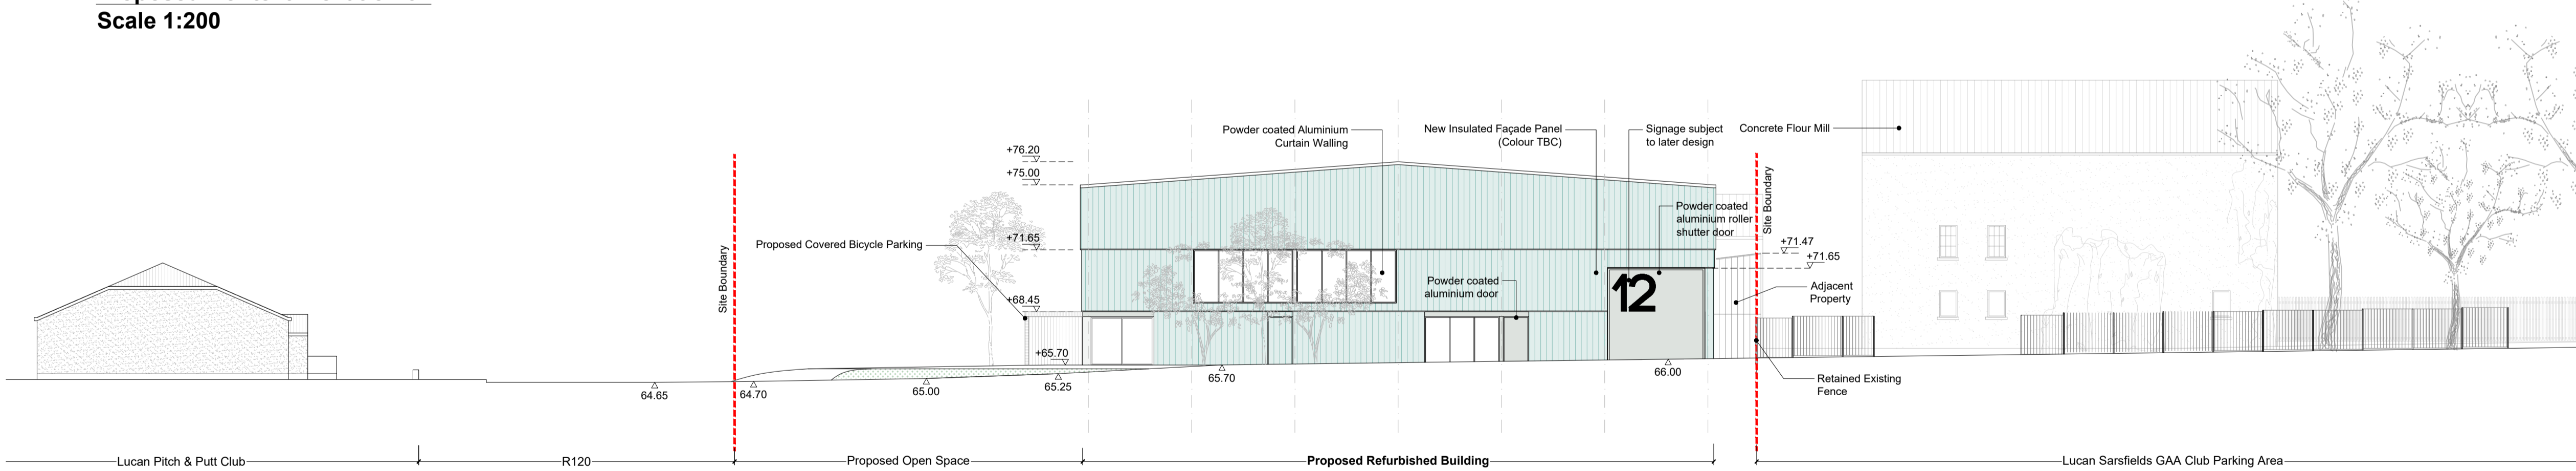 Scale 1:200
Site Boundary
Proposed Covered Bicycle Parking
+76.20
+75.00
+71.65
+68.45
+65.70
Powder coated Aluminium
Curtain Walling
New Insulated Façade Panel
(Colour TBC)
Signage subject
to later design
Concrete Flour Mill
Site Boundary
Powder coated
aluminium roller
shutter door
Powder coated
aluminium door
12
+71.47
+71.65
Adjacent
Property
Retained Existing
Fence
64.65
64.70
65.00
65.25
65.70
66.00
Lucan Pitch & Putt Club
R120
Proposed Open Space
Proposed Refurbished Building
Lucan Sarsfields GAA Club Parking Area